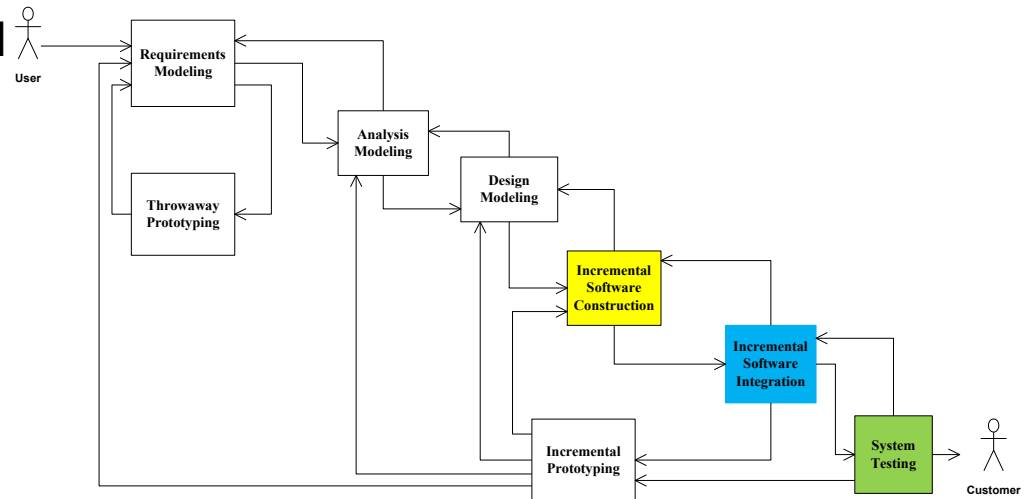 User
Requirements
Modeling
Analysis
Modeling
Throwaway
Prototyping
Design
Modeling
Incremental
Software
Construction
Incremental
Software
Integration
Incremental
Prototyping
System
Testing
Customer